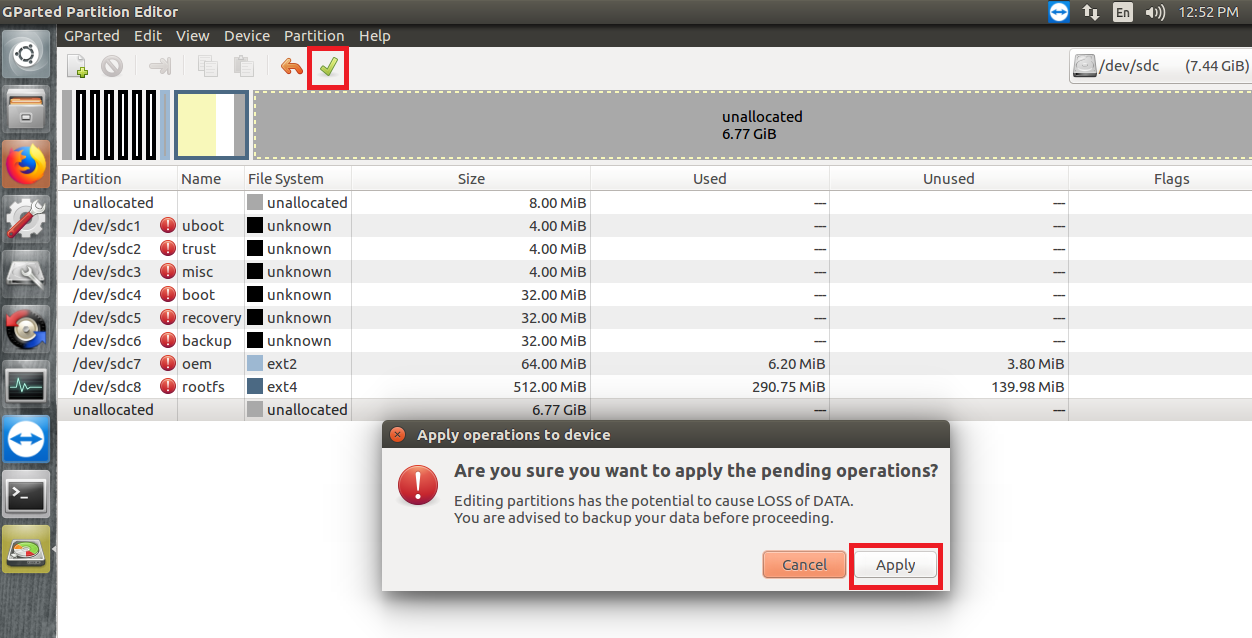 GParted Partition Editor
En
12:52 PM
GParted Edit View Device Partition Help
/dev/sdc (7.44 GiB)
unallocated
6.77 GiB
Partition Name File System Size Used Unused Flags
unallocated unallocated 8.00 MiB --- ---
/dev/sdc1 uboot unknown 4.00 MiB --- ---
/dev/sdc2 trust unknown 4.00 MiB --- ---
/dev/sdc3 misc unknown 4.00 MiB --- ---
/dev/sdc4 boot unknown 32.00 MiB --- ---
/dev/sdc5 recovery unknown 32.00 MiB --- ---
/dev/sdc6 backup unknown 32.00 MiB --- ---
/dev/sdc7 oem ext2 64.00 MiB 6.20 MiB 3.80 MiB
/dev/sdc8 rootfs ext4 512.00 MiB 290.75 MiB 139.98 MiB
unallocated unallocated 6.77 GiB --- ---
Apply operations to device
Are you sure you want to apply the pending operations?
Editing partitions has the potential to cause LOSS of DATA.
You are advised to backup your data before proceeding.
Cancel Apply